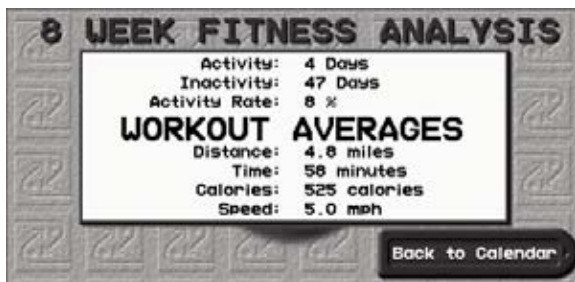 8 WEEK FITNESS ANALYSIS
Activity: 4 Days
Inactivity: 47 Days
Activity Rate: 8 %
WORKOUT AVERAGES
Distance: 4.8 miles
Time: 58 minutes
Calories: 525 calories
Speed: 5.0 mph
Back to Calendar